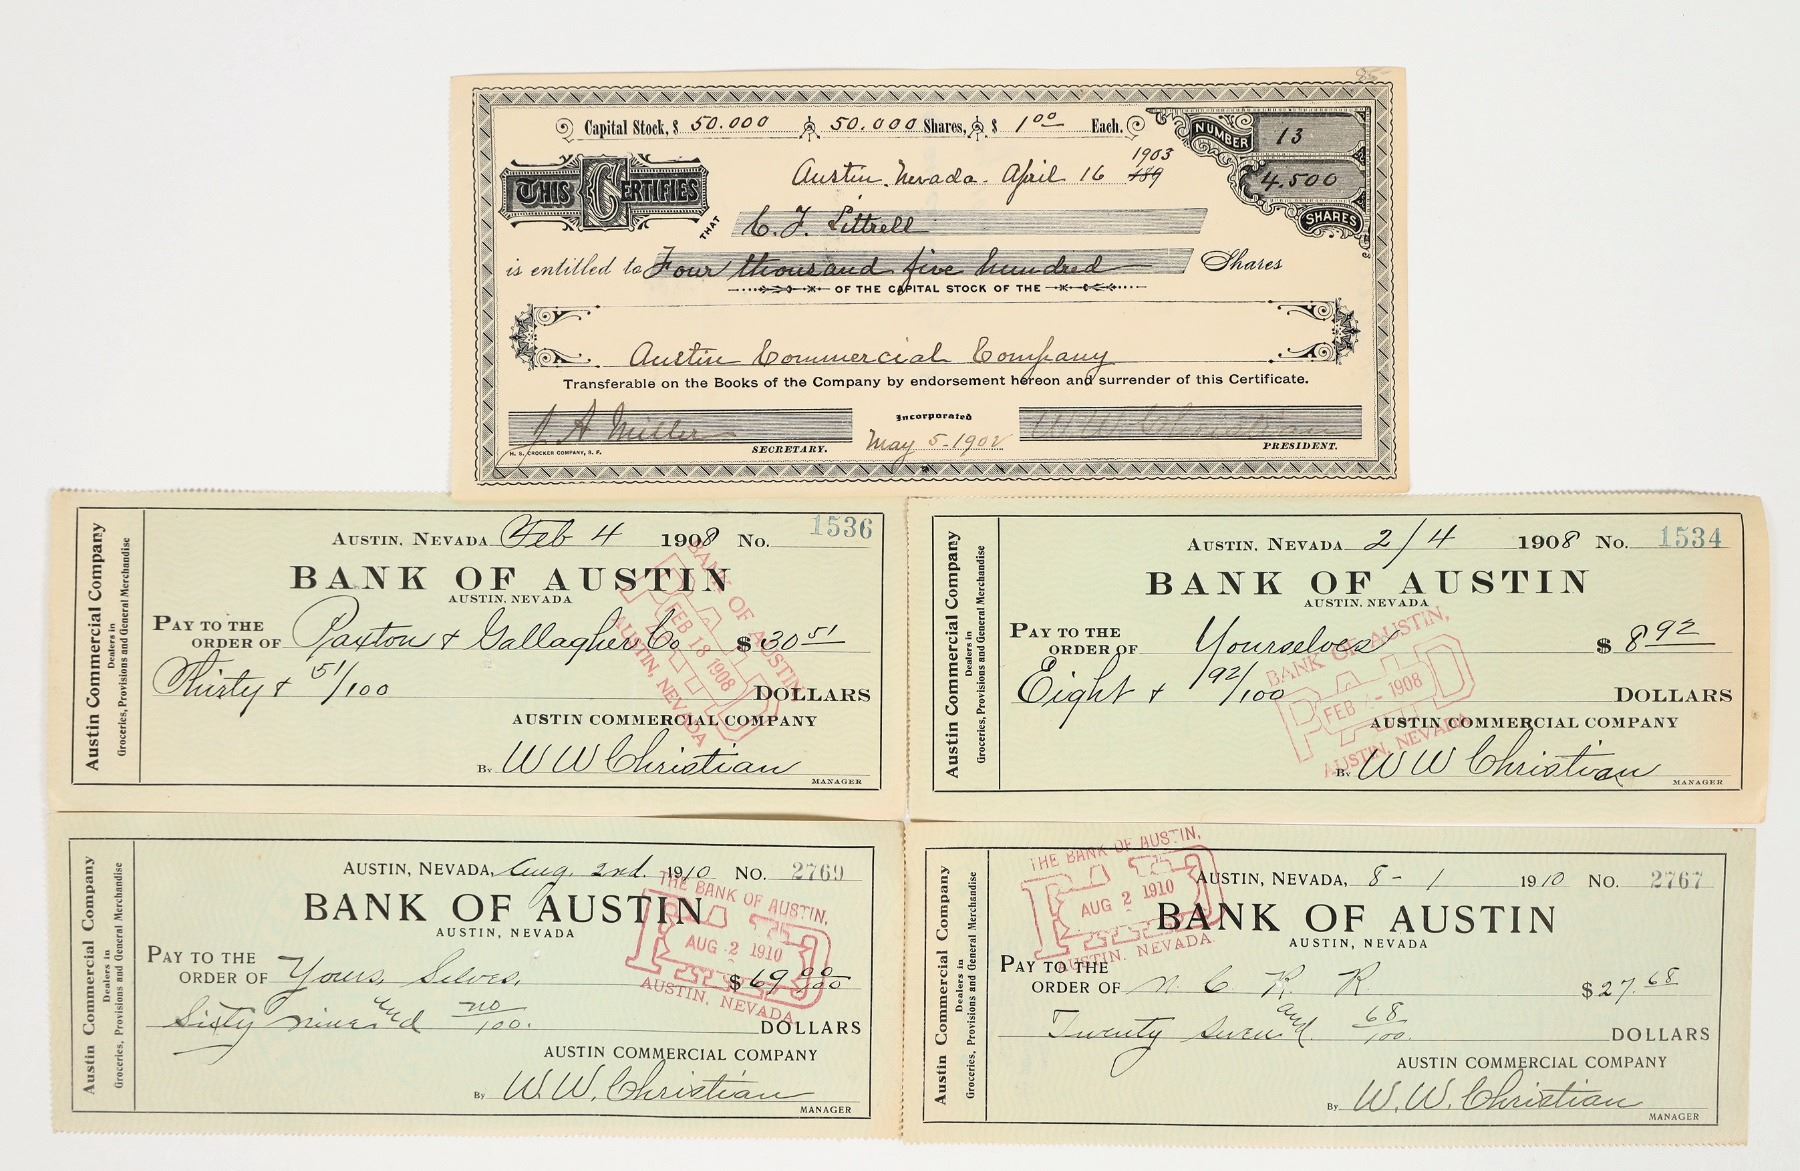 85-
Capital Stock, $ 50.000 50.000 Shares, $ 1 00 Each.
NUMBER 13
Austin, Nevada. April 16 1903 189
4.500 SHARES
THIS CERTIFIES
THAT C. F. Littrell
is entitled to Four thousand five hundred Shares
OF THE CAPITAL STOCK OF THE
Austin Commercial Company
Transferable on the Books of the Company by endorsement hereon and surrender of this Certificate.
J. A Miller SECRETARY.
Incorporated
May 5-1902
W W Christian PRESIDENT.
H. S. CROCKER COMPANY, S. F.
Austin Commercial Company
Dealers in
Groceries, Provisions and General Merchandise
AUSTIN, NEVADA Feb 4 1908 No. 1536
BANK OF AUSTIN
AUSTIN, NEVADA
PAY TO THE ORDER OF Paxton & Gallagher Co $30 51
Thirty & 51/100 DOLLARS
AUSTIN COMMERCIAL COMPANY
By W W Christian
MANAGER
BANK OF AUSTIN,
PAID
FEB 18 1908
AUSTIN, NEVADA
Austin Commercial Company
Dealers in
Groceries, Provisions and General Merchandise
AUSTIN, NEVADA 2/4 1908 No. 1534
BANK OF AUSTIN
AUSTIN, NEVADA
PAY TO THE ORDER OF Yourselves $ 8 92
Eight & 92/100 DOLLARS
AUSTIN COMMERCIAL COMPANY
By W W Christian
MANAGER
BANK OF AUSTIN,
PAID
FEB 4 - 1908
AUSTIN, NEVADA
Austin Commercial Company
Dealers in
Groceries, Provisions and General Merchandise
AUSTIN, NEVADA, Aug. 2nd. 1910 NO. 2769
BANK OF AUSTIN
AUSTIN, NEVADA
PAY TO THE ORDER OF Yours, Selves, $69 00/100
Sixty nine and no/100. DOLLARS
AUSTIN COMMERCIAL COMPANY
By W. W. Christian
MANAGER
THE BANK OF AUSTIN,
PAID
AUG - 2 1910
AUSTIN, NEVADA.
Austin Commercial Company
Dealers in
Groceries, Provisions and General Merchandise
AUSTIN, NEVADA, 8-1 1910 NO. 2767
BANK OF AUSTIN
AUSTIN, NEVADA
PAY TO THE ORDER OF N. C. R. R. $27.68
Twenty Seven and 68/100. DOLLARS
AUSTIN COMMERCIAL COMPANY
By W. W. Christian
MANAGER
THE BANK OF AUSTIN,
PAID
AUG 2 1910
AUSTIN, NEVADA.